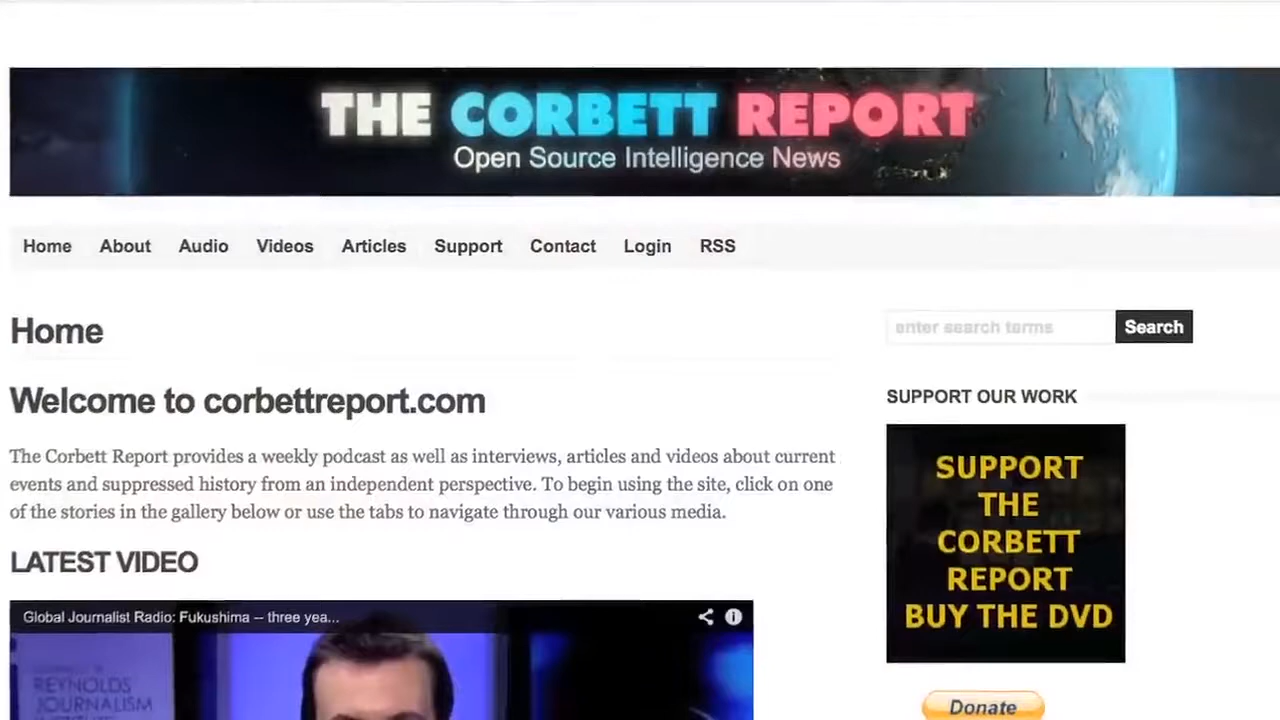 THE CORBETT REPORT
Open Source Intelligence News
Home About Audio Videos Articles Support Contact Login RSS
Home
enter search terms Search
Welcome to corbettreport.com
The Corbett Report provides a weekly podcast as well as interviews, articles and videos about current
events and suppressed history from an independent perspective. To begin using the site, click on one
of the stories in the gallery below or use the tabs to navigate through our various media.
LATEST VIDEO
Global Journalist Radio: Fukushima -- three yea...
REYNOLDS
JOURNALISM
SUPPORT OUR WORK
SUPPORT
THE
CORBETT
REPORT
BUY THE DVD
Donate